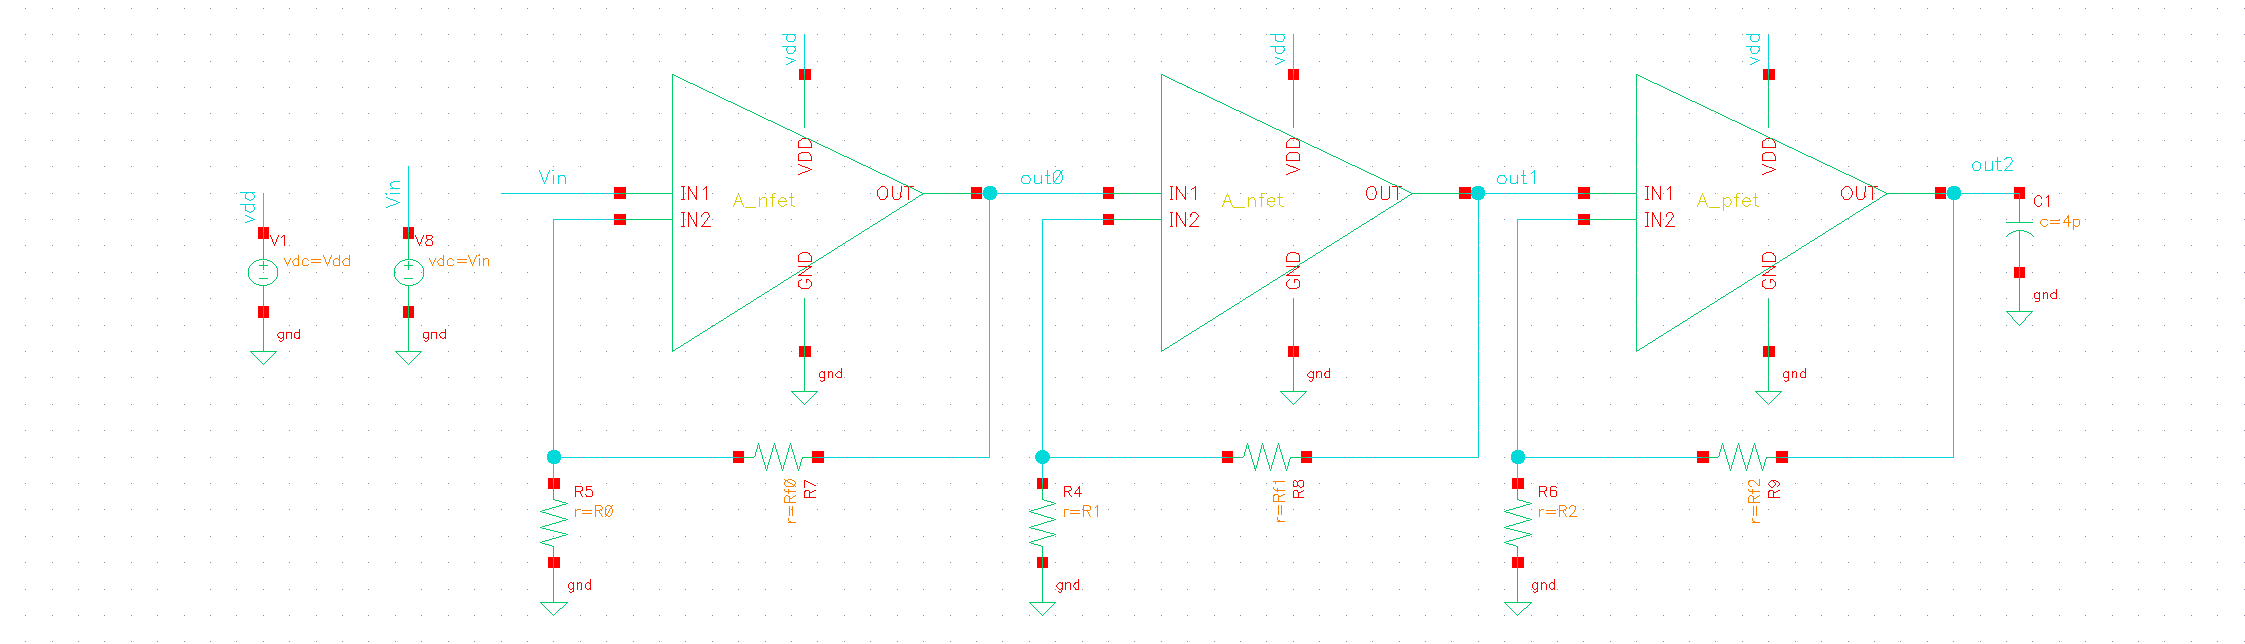 vdd
V1
vdc=Vdd
gnd
Vin
V8
vdc=Vin
gnd
Vin
vdd
VDD
IN1
IN2
A_nfet
OUT
GND
gnd
out0
R5
r=R0
gnd
r=Rf0
R7
vdd
VDD
IN1
IN2
A_nfet
OUT
GND
gnd
out1
R4
r=R1
gnd
r=Rf1
R8
vdd
VDD
IN1
IN2
A_pfet
OUT
GND
gnd
out2
C1
c=4p
gnd
R6
r=R2
gnd
r=Rf2
R9